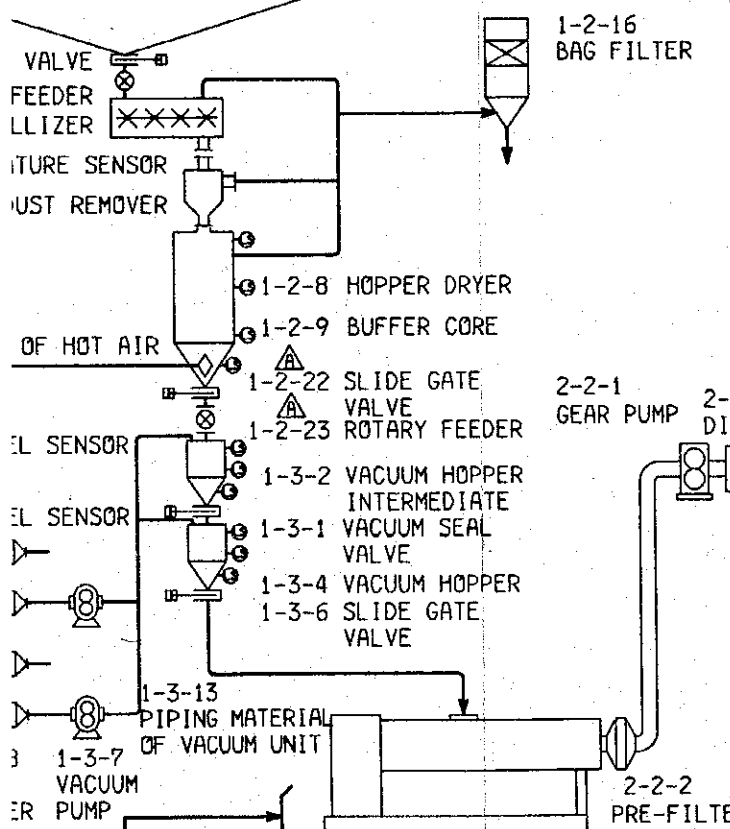 1-2-16
BAG FILTER
VALVE
FEEDER
LLIZER
TURE SENSOR
UST REMOVER
1-2-8 HOPPER DRYER
1-2-9 BUFFER CORE
OF HOT AIR
A
1-2-22 SLIDE GATE
VALVE
A
1-2-23 ROTARY FEEDER
2-2-1
GEAR PUMP
2-
DI
EL SENSOR
1-3-2 VACUUM HOPPER
INTERMEDIATE
EL SENSOR
1-3-1 VACUUM SEAL
VALVE
1-3-4 VACUUM HOPPER
1-3-6 SLIDE GATE
VALVE
1-3-13
PIPING MATERIAL
OF VACUUM UNIT
1-3-7
VACUUM
PUMP
ER
2-2-2
PRE-FILTE